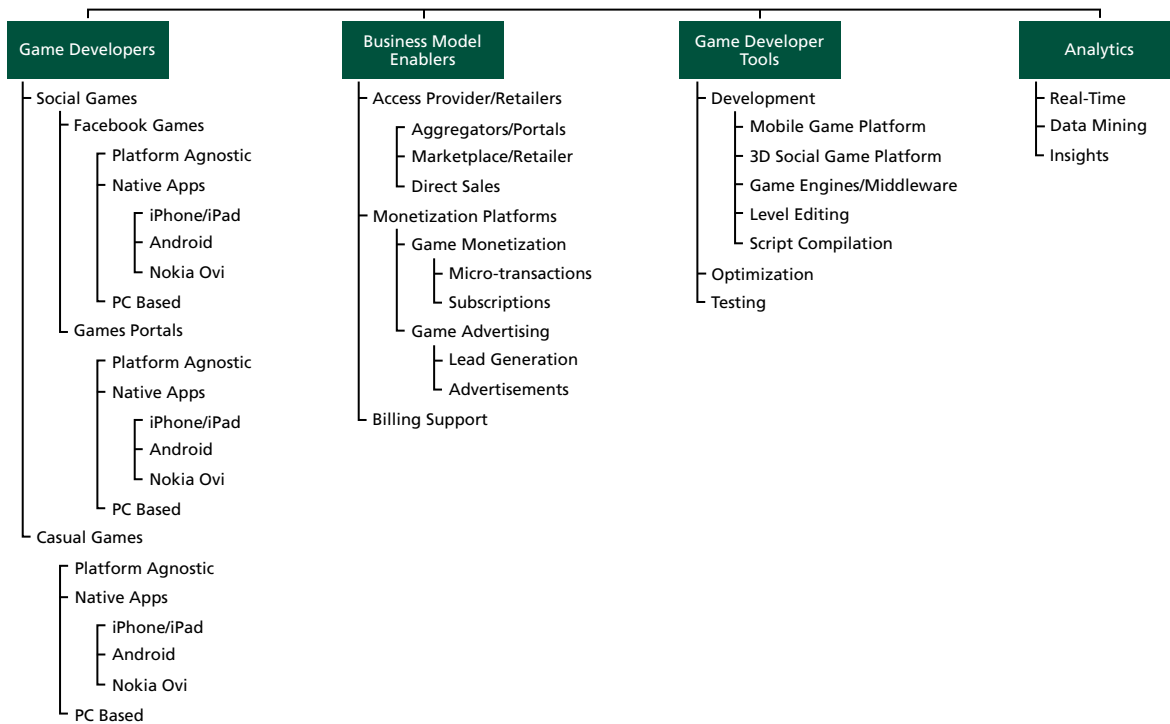 Game Developers
Social Games
Facebook Games
Platform Agnostic
Native Apps
iPhone/iPad
Android
Nokia Ovi
PC Based
Games Portals
Platform Agnostic
Native Apps
iPhone/iPad
Android
Nokia Ovi
PC Based
Casual Games
Platform Agnostic
Native Apps
iPhone/iPad
Android
Nokia Ovi
PC Based
Business Model
Enablers
Access Provider/Retailers
Aggregators/Portals
Marketplace/Retailer
Direct Sales
Monetization Platforms
Game Monetization
Micro-transactions
Subscriptions
Game Advertising
Lead Generation
Advertisements
Billing Support
Game Developer
Tools
Development
Mobile Game Platform
3D Social Game Platform
Game Engines/Middleware
Level Editing
Script Compilation
Optimization
Testing
Analytics
Real-Time
Data Mining
Insights